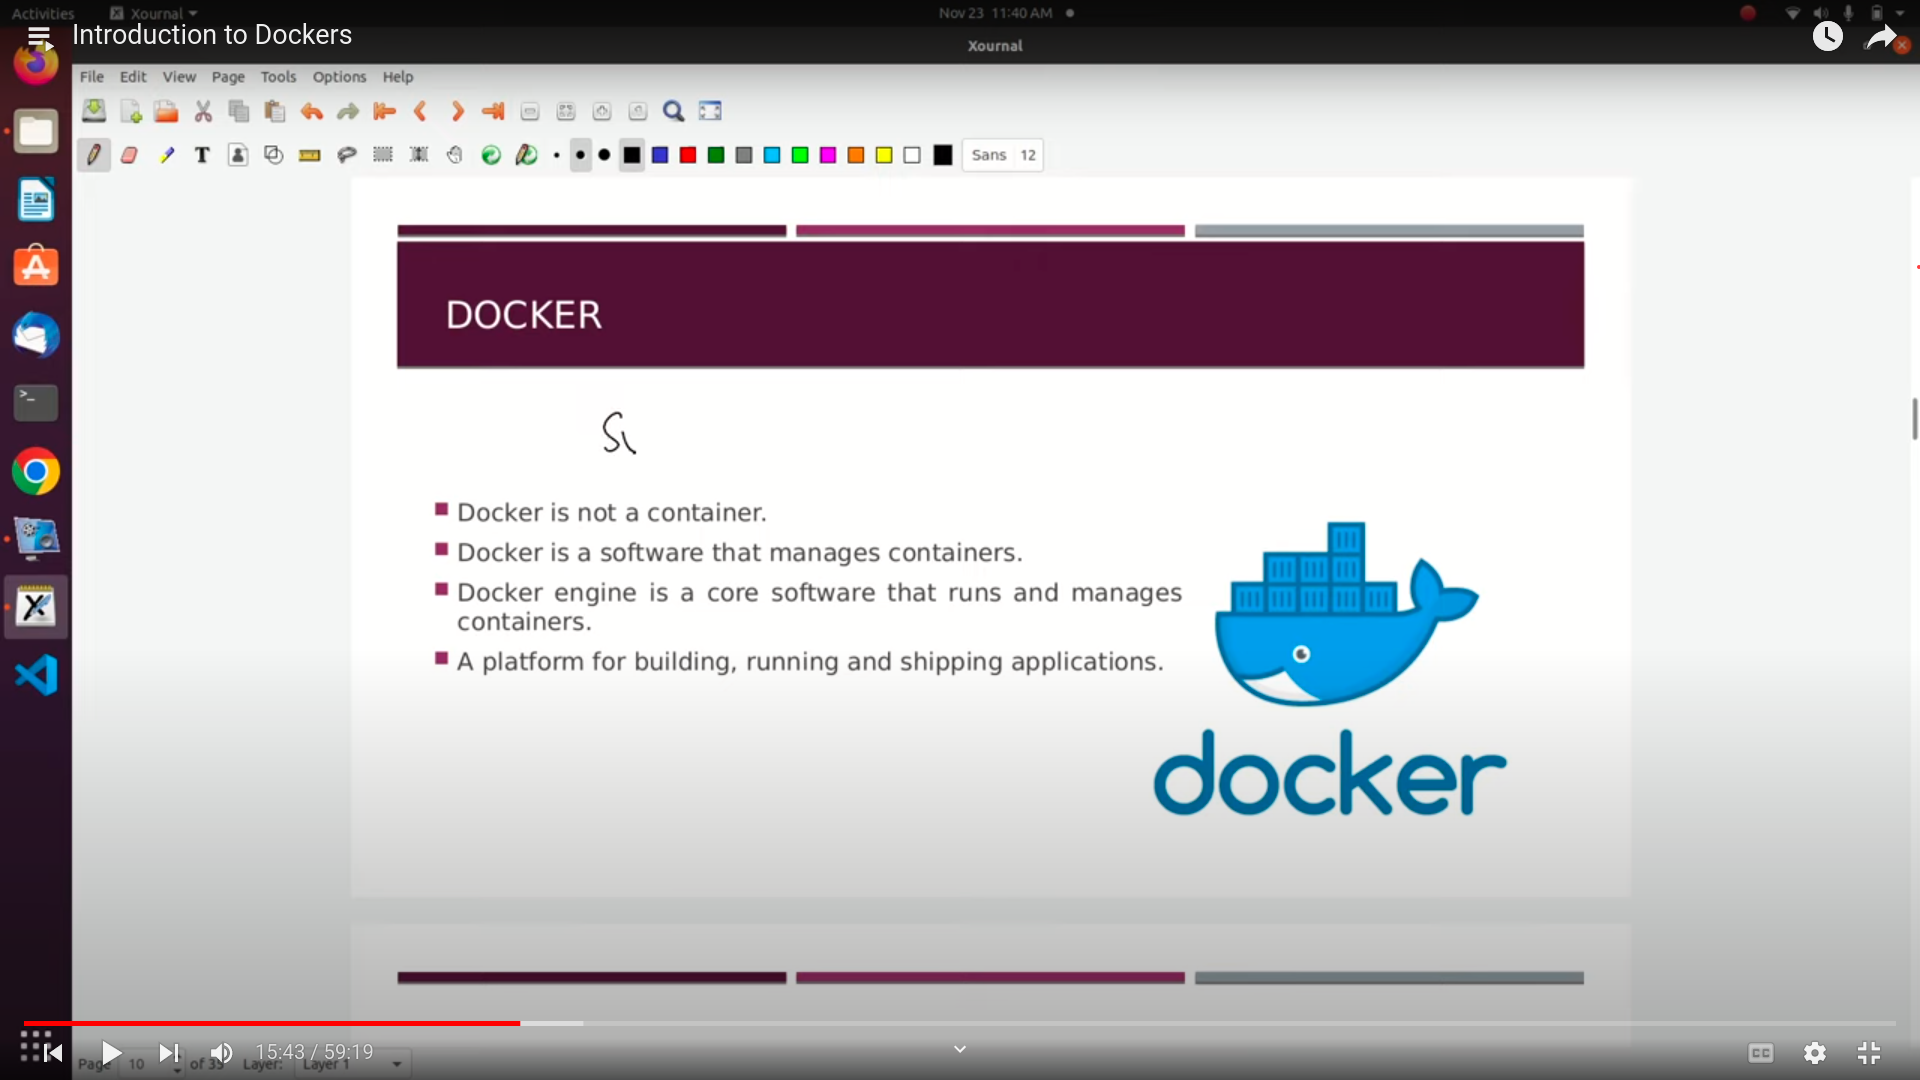 Activities Xournal Nov 23 11:40 AM
Introduction to Dockers
Xournal
File Edit View Page Tools Options Help
T Sans 12
DOCKER
Docker is not a container.
Docker is a software that manages containers.
Docker engine is a core software that runs and manages
containers.
A platform for building, running and shipping applications.
docker
15:43 / 59:19 CC
Page 10 of 35 Layer: Layer 1